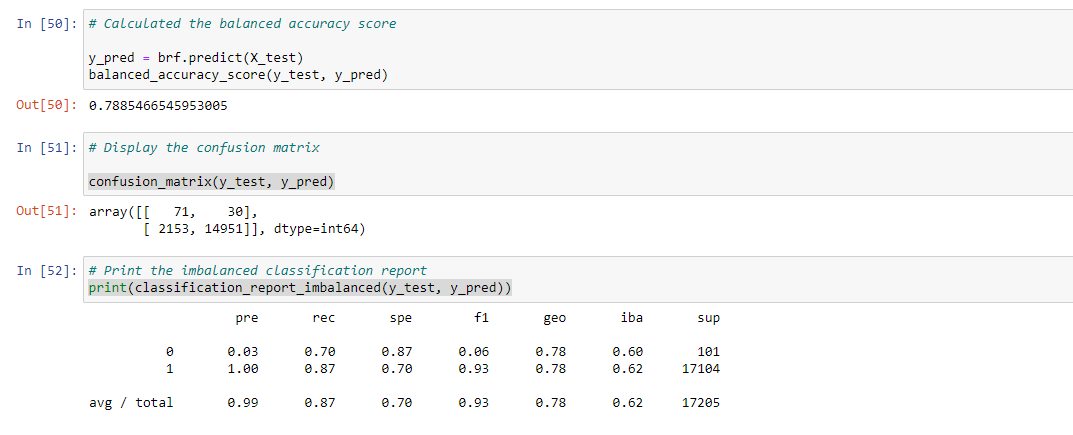 In [50]: # Calculated the balanced accuracy score
y_pred = brf.predict(X_test)
balanced_accuracy_score(y_test, y_pred)
Out[50]: 0.7885466545953005
In [51]: # Display the confusion matrix
confusion_matrix(y_test, y_pred)
Out[51]: array([[   71,    30],
[ 2153, 14951]], dtype=int64)
In [52]: # Print the imbalanced classification report
print(classification_report_imbalanced(y_test, y_pred))
pre rec spe f1 geo iba sup
0 0.03 0.70 0.87 0.06 0.78 0.60 101
1 1.00 0.87 0.70 0.93 0.78 0.62 17104
avg / total 0.99 0.87 0.70 0.93 0.78 0.62 17205